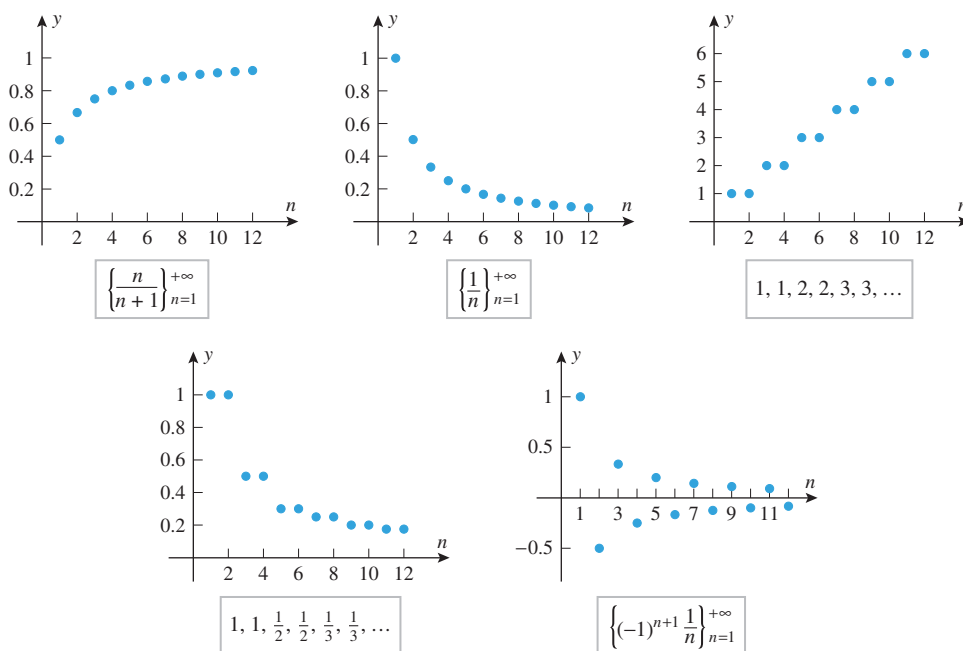 y
1
0.8
0.6
0.4
0.2
2 4 6 8 10 12
n
{n/(n + 1)}_{n=1}^{+∞}
y
1
0.8
0.6
0.4
0.2
2 4 6 8 10 12
n
{1/n}_{n=1}^{+∞}
y
6
5
4
3
2
1
2 4 6 8 10 12
n
1, 1, 2, 2, 3, 3, …
y
1
0.8
0.6
0.4
0.2
2 4 6 8 10 12
n
1, 1, 1/2, 1/2, 1/3, 1/3, …
y
1
0.5
n
1 3 5 7 9 11
−0.5
{(−1)^{n+1} 1/n}_{n=1}^{+∞}